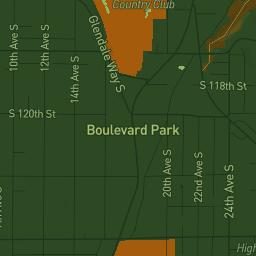 Country Club
Glendale Way S
10th Ave S
12th Ave S
14th Ave S
S 118th St
S 120th St
Boulevard Park
20th Ave S
22nd Ave S
24th Ave S
High